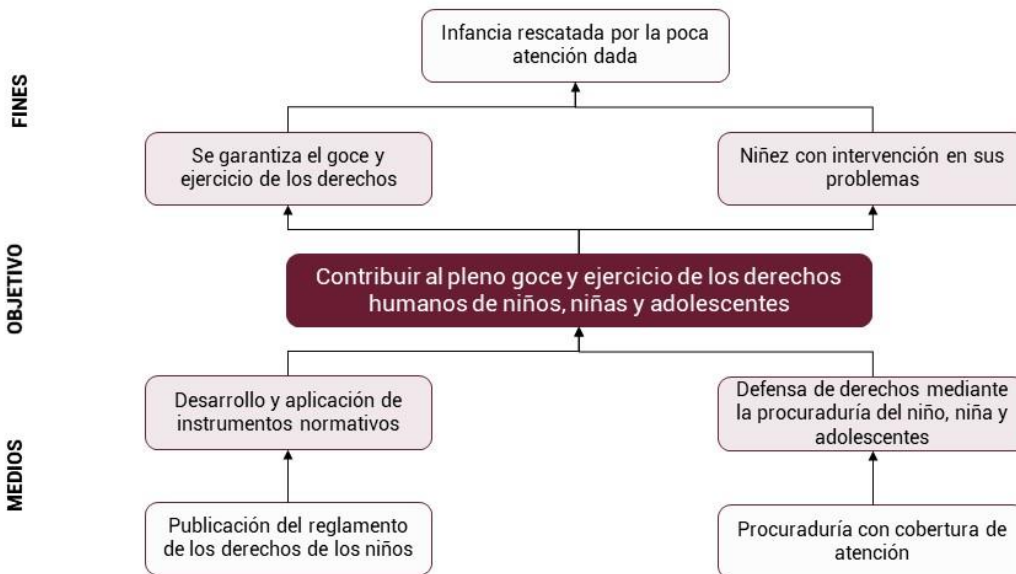 FINES
Infancia rescatada por la poca
atención dada
Se garantiza el goce y
ejercicio de los derechos
Niñez con intervención en sus
problemas
OBJETIVO
Contribuir al pleno goce y ejercicio de los derechos
humanos de niños, niñas y adolescentes
MEDIOS
Desarrollo y aplicación de
instrumentos normativos
Defensa de derechos mediante
la procuraduría del niño, niña y
adolescentes
Publicación del reglamento
de los derechos de los niños
Procuraduría con cobertura de
atención